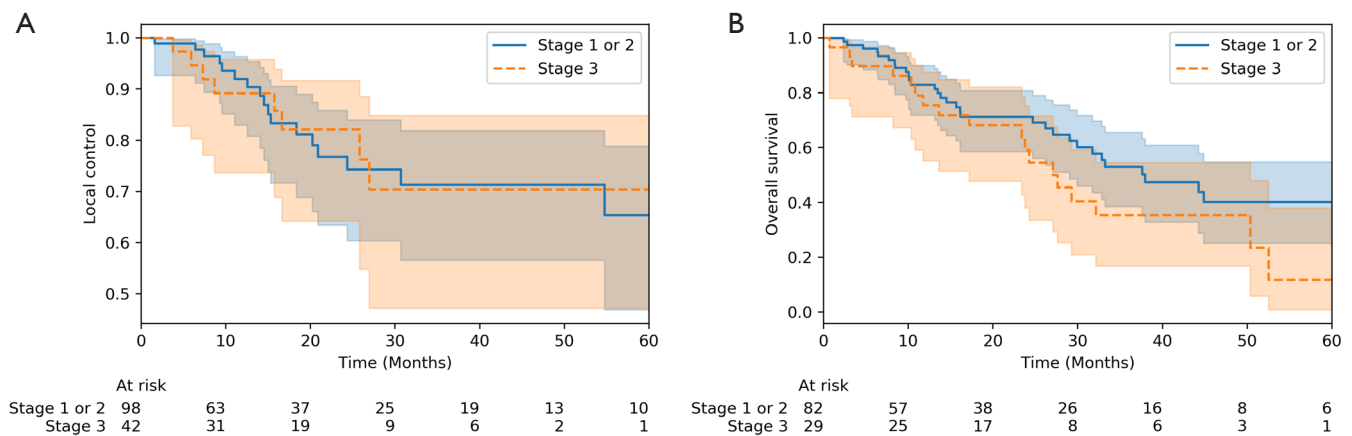 A
Local control
1.0
0.9
0.8
0.7
0.6
0.5
Stage 1 or 2
Stage 3
0 10 20 30 40 50 60
Time (Months)
At risk
Stage 1 or 2 98 63 37 25 19 13 10
Stage 3 42 31 19 9 6 2 1
B
Overall survival
1.0
0.8
0.6
0.4
0.2
0.0
Stage 1 or 2
Stage 3
0 10 20 30 40 50 60
Time (Months)
At risk
Stage 1 or 2 82 57 38 26 16 8 6
Stage 3 29 25 17 8 6 3 1